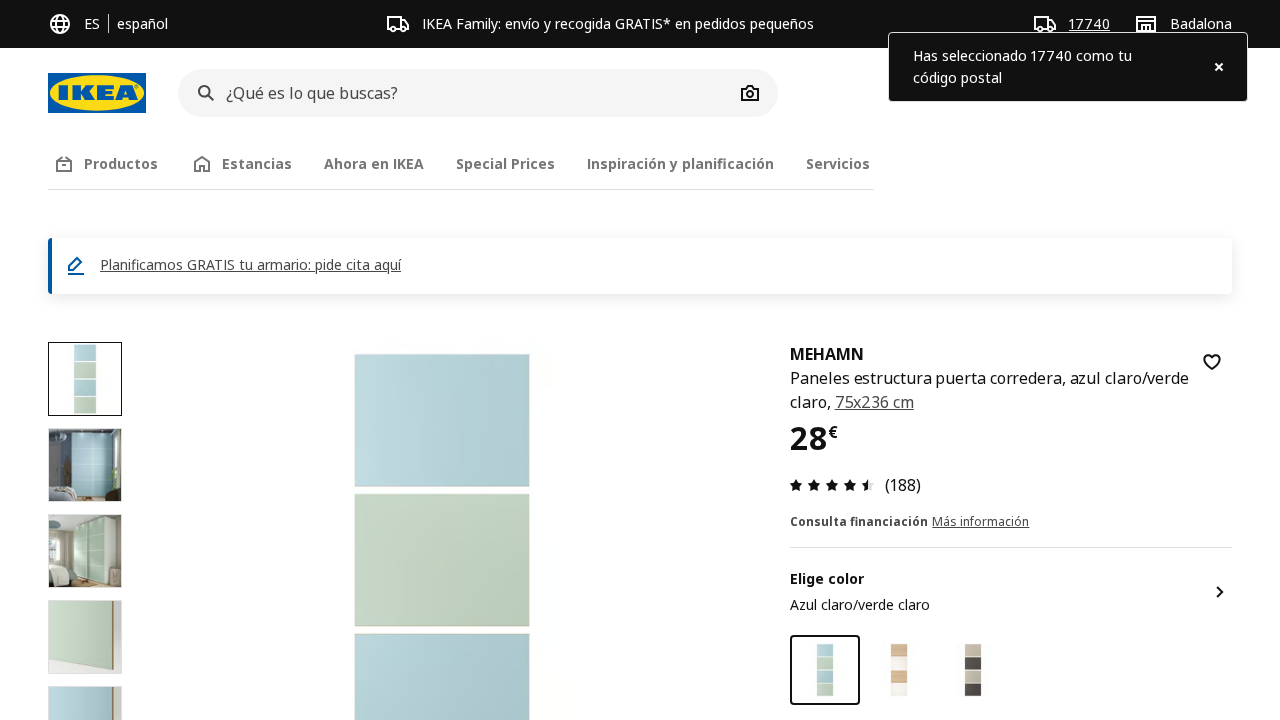 ES
español
IKEA Family: envío y recogida GRATIS* en pedidos pequeños
17740
Badalona
Has seleccionado 17740 como tu
código postal
IKEA
¿Qué es lo que buscas?
Productos
Estancias
Ahora en IKEA
Special Prices
Inspiración y planificación
Servicios
Planificamos GRATIS tu armario: pide cita aquí
MEHAMN
Paneles estructura puerta corredera, azul claro/verde
claro, 75x236 cm
28€
(188)
Consulta financiación Más información
Elige color
Azul claro/verde claro